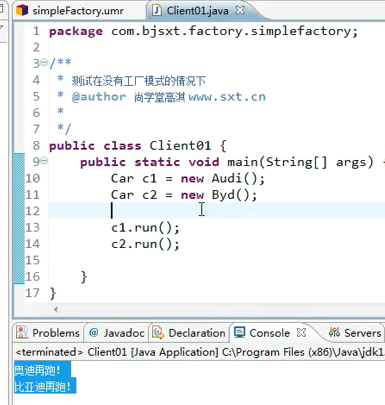 simpleFactory.umr
Client01.java
1 package com.bjsxt.factory.simplefactory;
2
3 /**
4 * 测试在没有工厂模式的情况下
5 * @author 尚学堂高淇 www.sxt.cn
6 *
7 */
8 public class Client01 {
9 public static void main(String[] args) {
10 Car c1 = new Audi();
11 Car c2 = new Byd();
12
13 c1.run();
14 c2.run();
15
16 }
17 }
Problems @ Javadoc Declaration Console Servers
<terminated> Client01 [Java Application] C:\Program Files (x86)\Java\jdk1
奥迪再跑！
比亚迪再跑！